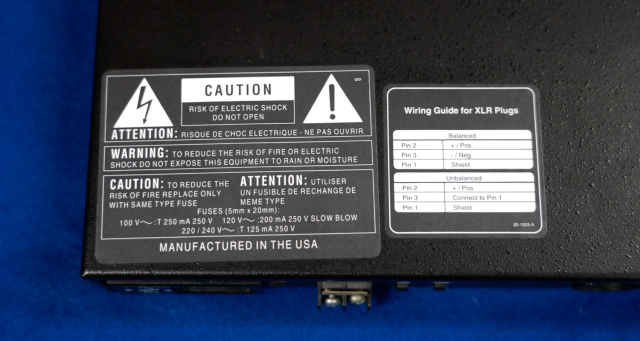 CAUTION
RISK OF ELECTRIC SHOCK
DO NOT OPEN
ATTENTION: RISQUE DE CHOC ELECTRIQUE - NE PAS OUVRIR
WARNING: TO REDUCE THE RISK OF FIRE OR ELECTRIC
SHOCK DO NOT EXPOSE THIS EQUIPMENT TO RAIN OR MOISTURE
CAUTION: TO REDUCE THE
RISK OF FIRE REPLACE ONLY
WITH SAME TYPE FUSE
ATTENTION: UTILISER
UN FUSIBLE DE RECHANGE DE
MEME TYPE
FUSES (5mm x 20mm):
100 V~ :T 250 mA 250 V 120 V~ :200 mA 250 V SLOW BLOW
220 / 240 V~ :T 125 mA 250 V
MANUFACTURED IN THE USA
Wiring Guide for XLR Plugs
Balanced
Pin 2 + / Pos
Pin 3 - / Neg
Pin 1 Shield
Unbalanced
Pin 2 + / Pos
Pin 3 Connect to Pin 1
Pin 1 Shield